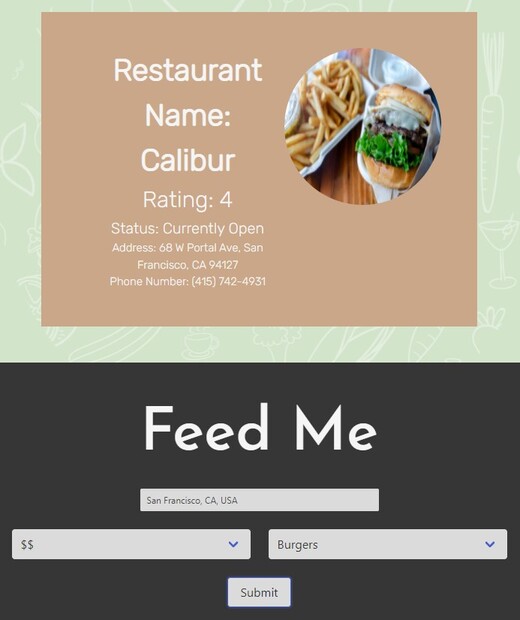 Restaurant
Name:
Calibur
Rating: 4
Status: Currently Open
Address: 68 W Portal Ave, San
Francisco, CA 94127
Phone Number: (415) 742-4931
Feed Me
San Francisco, CA, USA
$$
Burgers
Submit